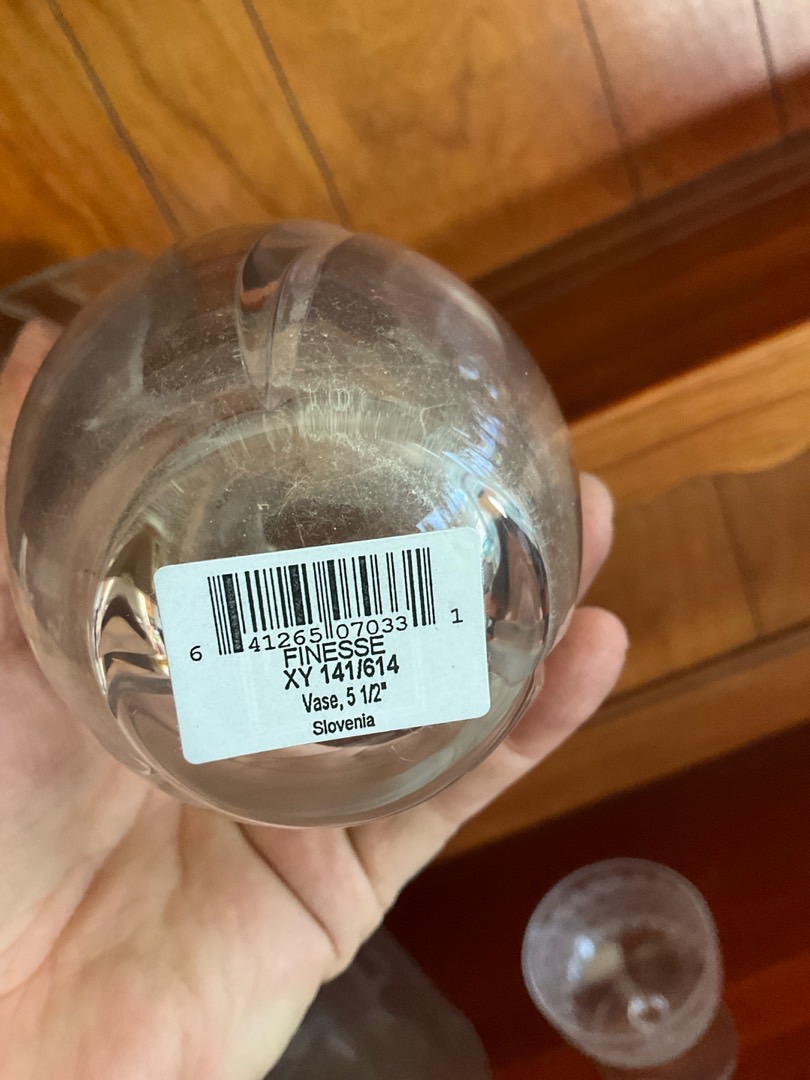 6 41265 07033 1
FINESSE
XY 141/614
Vase, 5 1/2"
Slovenia